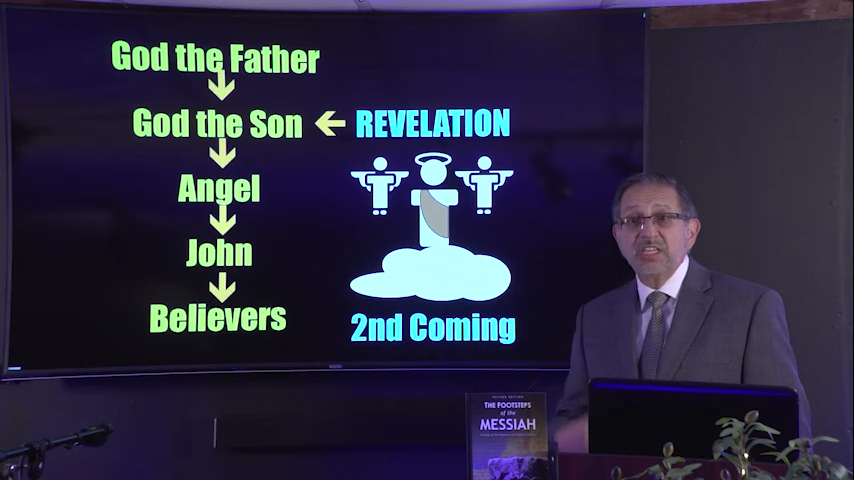 God the Father
God the Son
REVELATION
Angel
John
Believers
2nd Coming
THE FOOTSTEPS
of the
MESSIAH